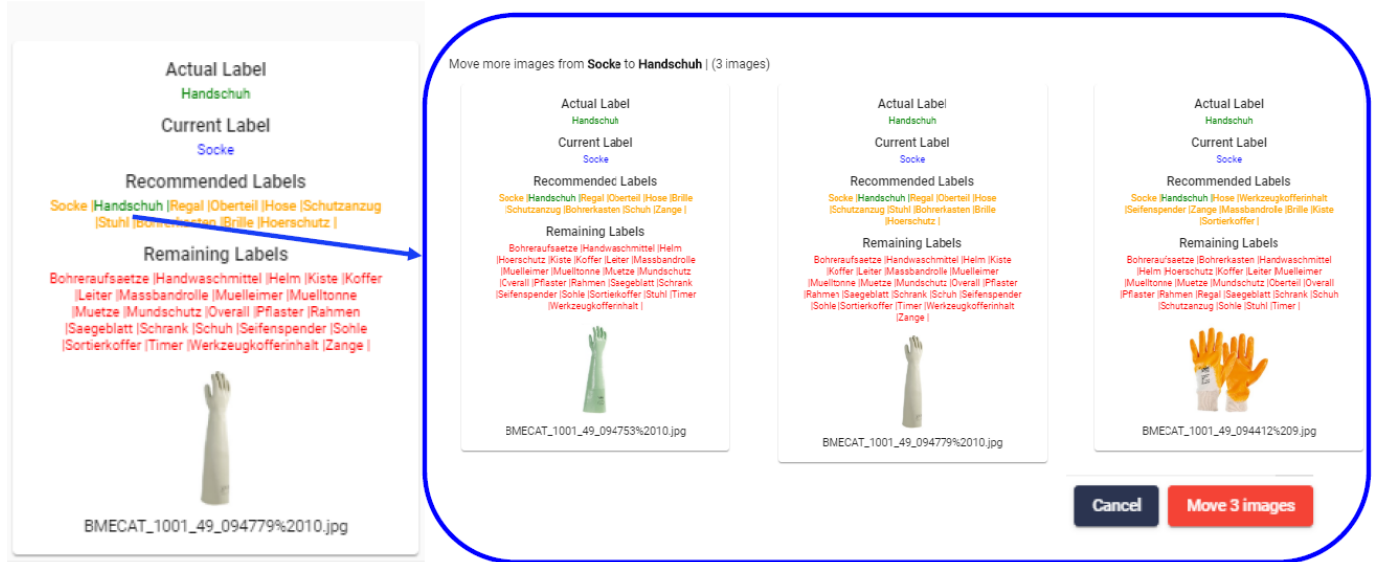 Actual Label
Handschuh
Current Label
Socke
Recommended Labels
Socke |Handschuh |Regal |Oberteil |Hose |Schutzanzug
|Stuhl |Bohrerkasten |Brille |Hoerschutz |
Remaining Labels
Bohreraufsaetze |Handwaschmittel |Helm |Kiste |Koffer
|Leiter |Massbandrolle |Muelleimer |Muelltonne
|Muetze |Mundschutz |Overall |Pflaster |Rahmen
|Saegeblatt |Schrank |Schuh |Seifenspender |Sohle
|Sortierkoffer |Timer |Werkzeugkofferinhalt |Zange |
BMECAT_1001_49_094779%2010.jpg
Move more images from Socke to Handschuh | (3 images)
Actual Label
Handschuh
Current Label
Socke
Recommended Labels
Socke |Handschuh |Regal |Oberteil |Hose |Brille
|Schutzanzug |Bohrerkasten |Schuh |Zange |
Remaining Labels
Bohreraufsaetze |Handwaschmittel |Helm
|Hoerschutz |Kiste |Koffer |Leiter |Massbandrolle
|Muelleimer |Muelltonne |Muetze |Mundschutz
|Overall |Pflaster |Rahmen |Saegeblatt |Schrank
|Seifenspender |Sohle |Sortierkoffer |Stuhl |Timer
|Werkzeugkofferinhalt |
BMECAT_1001_49_094753%2010.jpg
Actual Label
Handschuh
Current Label
Socke
Recommended Labels
Socke |Handschuh |Regal |Oberteil |Hose
|Schutzanzug |Stuhl |Bohrerkasten |Brille
|Hoerschutz |
Remaining Labels
Bohreraufsaetze |Handwaschmittel |Helm |Kiste
|Koffer |Leiter |Massbandrolle |Muelleimer
|Muelltonne |Muetze |Mundschutz |Overall |Pflaster
|Rahmen |Saegeblatt |Schrank |Schuh |Seifenspender
|Sohle |Sortierkoffer |Timer |Werkzeugkofferinhalt
|Zange |
BMECAT_1001_49_094779%2010.jpg
Actual Label
Handschuh
Current Label
Socke
Recommended Labels
Socke |Handschuh |Hose |Werkzeugkofferinhalt
|Seifenspender |Zange |Massbandrolle |Brille |Kiste
|Sortierkoffer |
Remaining Labels
Bohreraufsaetze |Bohrerkasten |Handwaschmittel
|Helm |Hoerschutz |Koffer |Leiter |Muelleimer
|Muelltonne |Muetze |Mundschutz |Oberteil |Overall
|Pflaster |Rahmen |Regal |Saegeblatt |Schrank |Schuh
|Schutzanzug |Sohle |Stuhl |Timer |
BMECAT_1001_49_094412%209.jpg
Cancel
Move 3 images